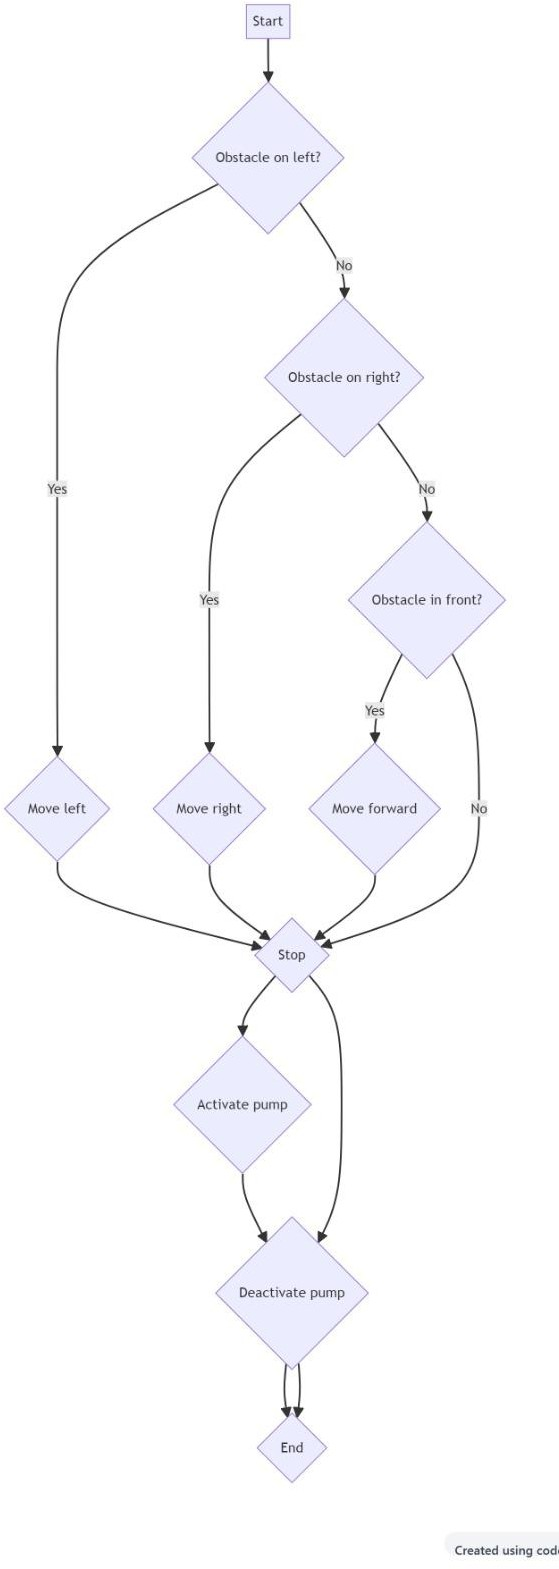 Start
Obstacle on left?
No
Obstacle on right?
Yes
No
Yes
Obstacle in front?
Yes
Move left
Move right
Move forward
No
Stop
Activate pump
Deactivate pump
End
Created using